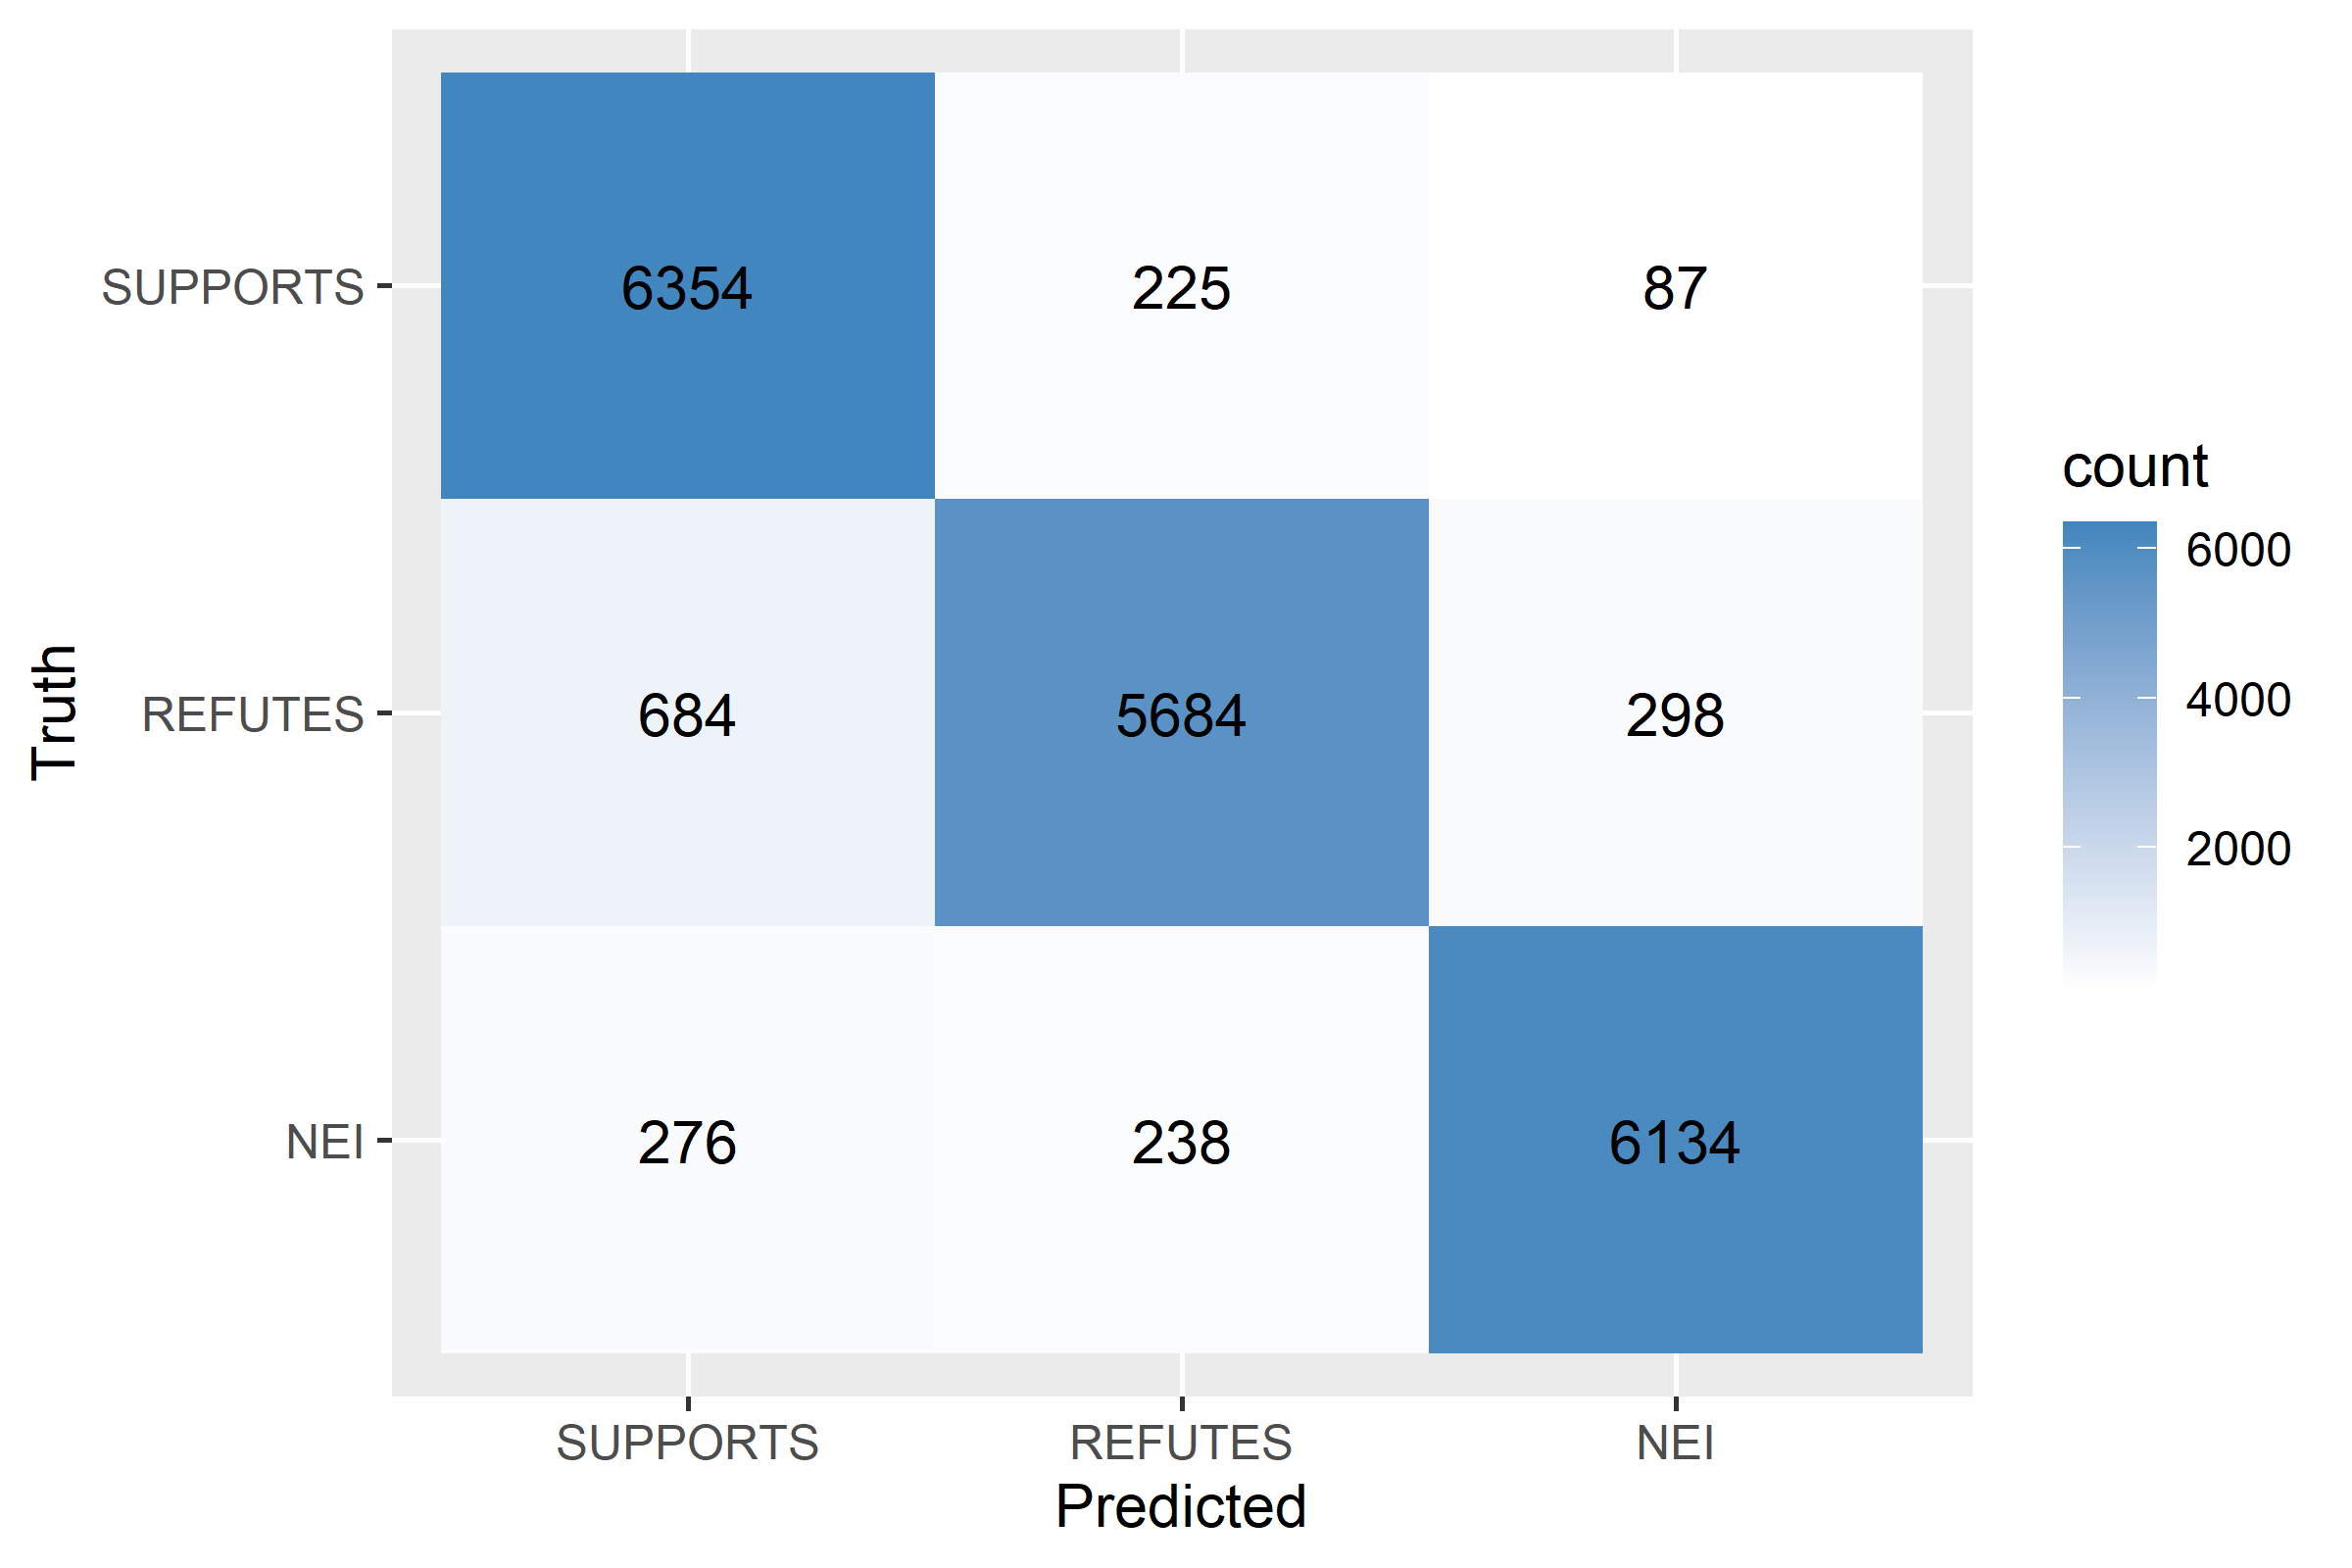 SUPPORTS 6354 225 87
REFUTES 684 5684 298
NEI 276 238 6134
SUPPORTS REFUTES NEI
Predicted
Truth
count
6000
4000
2000